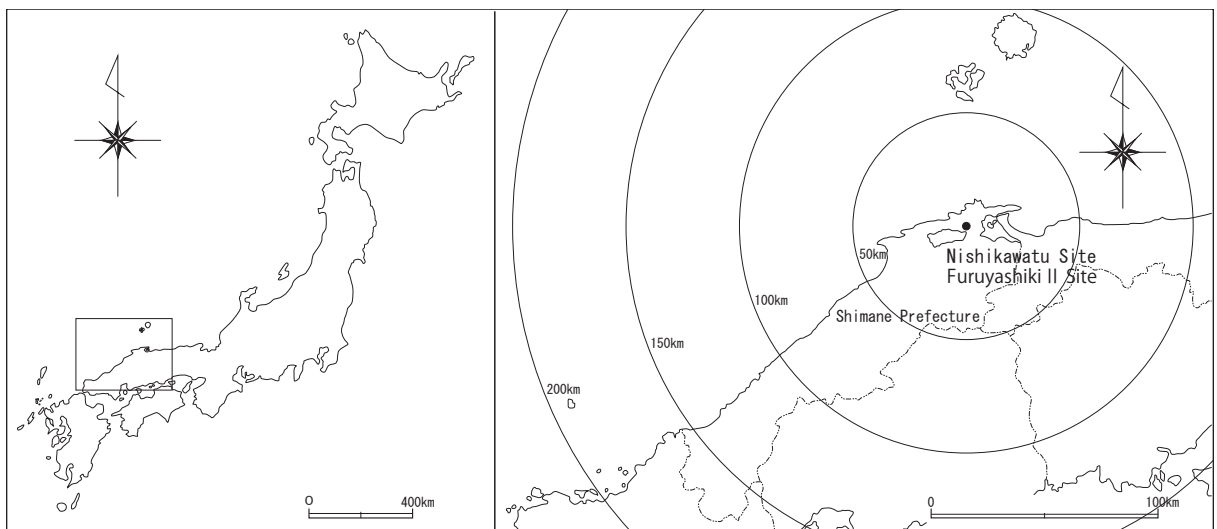 0 400km
50km
Nishikawatu Site
Furuyashiki II Site
100km
Shimane Prefecture
150km
200km
0 100km